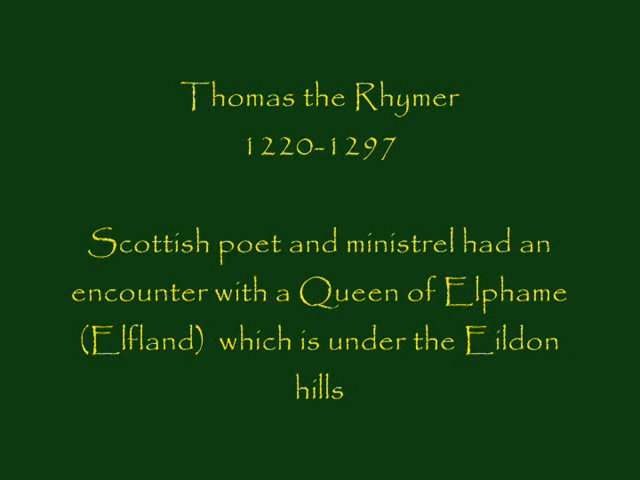 Thomas the Rhymer
1220-1297
Scottish poet and ministrel had an
encounter with a Queen of Elphame
(Elfland) which is under the Eildon
hills